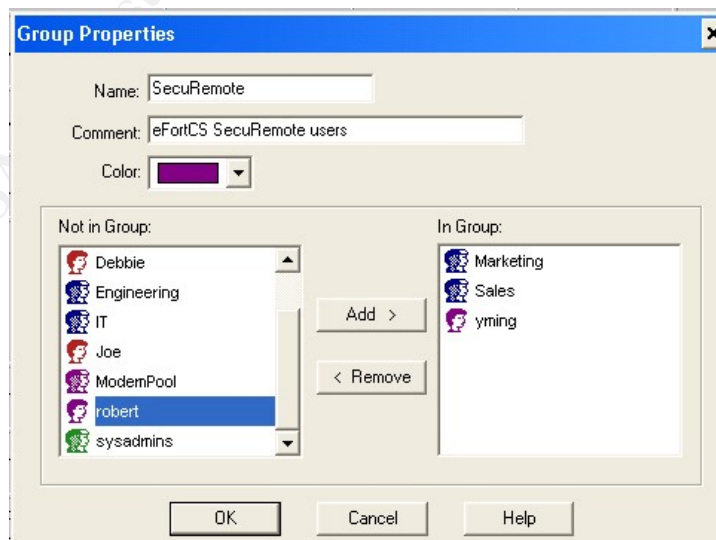 Group Properties
Name: SecuRemote
Comment: eFortCS SecuRemote users
Color:
Not in Group:
Debbie
Engineering
IT
Joe
ModemPool
robert
sysadmins
Add >
< Remove
In Group:
Marketing
Sales
yming
OK
Cancel
Help